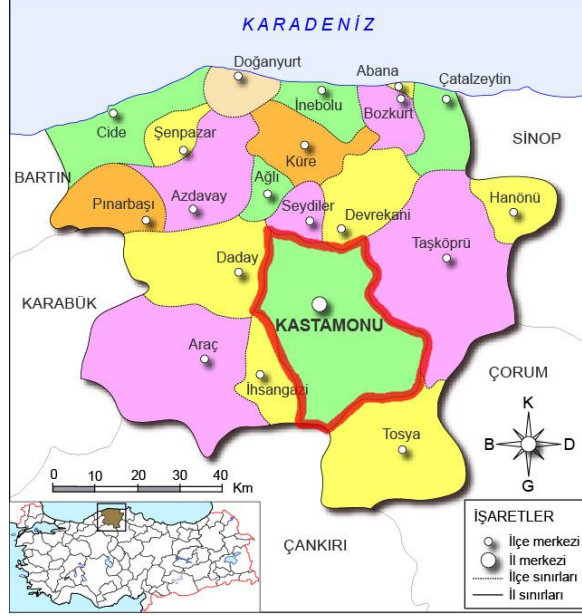 KARADENİZ
Doğanyurt
Abana
Çatalzeytin
İnebolu
Bozkurt
Cide
Şenpazar
SİNOP
Küre
BARTIN
Ağlı
Azdavay
Pınarbaşı
Seydiler
Devrekani
Hanönü
Daday
Taşköprü
KARABÜK
KASTAMONU
Araç
İhsangazi
ÇORUM
Tosya
K
B
D
G
0 10 20 30 40
Km
ÇANKIRI
İŞARETLER
İlçe merkezi
İl merkezi
İlçe sınırları
İl sınırları